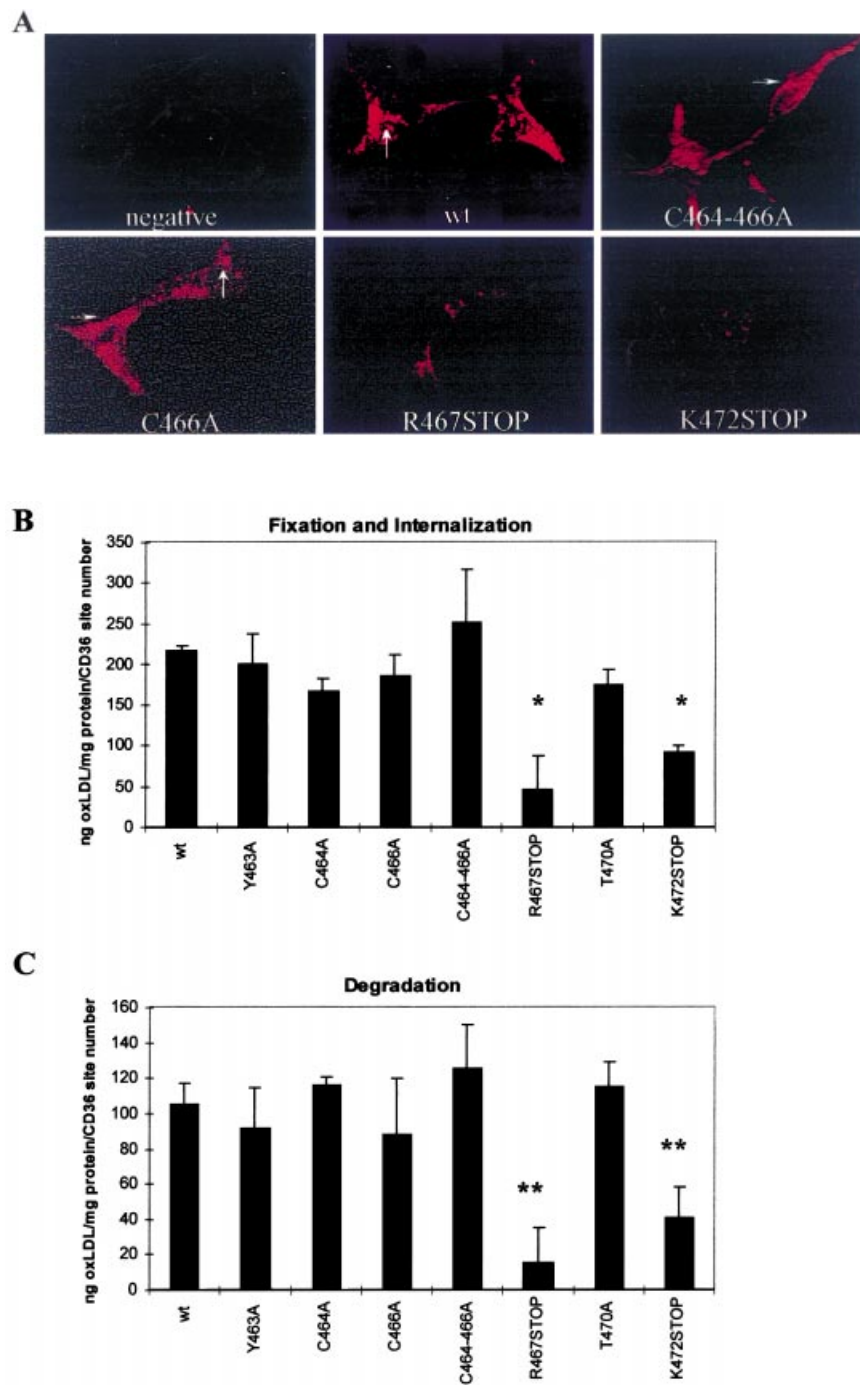 A
negative
wt
C464-466A
C466A
R467STOP
K472STOP
B
Fixation and Internalization
ng oxLDL/mg protein/CD36 site number
350
300
250
200
150
100
50
0
*
*
wt
Y463A
C464A
C466A
C464-466A
R467STOP
T470A
K472STOP
C
Degradation
ng oxLDL/mg protein/CD36 site number
160
140
120
100
80
60
40
20
0
**
**
wt
Y463A
C464A
C466A
C464-466A
R467STOP
T470A
K472STOP